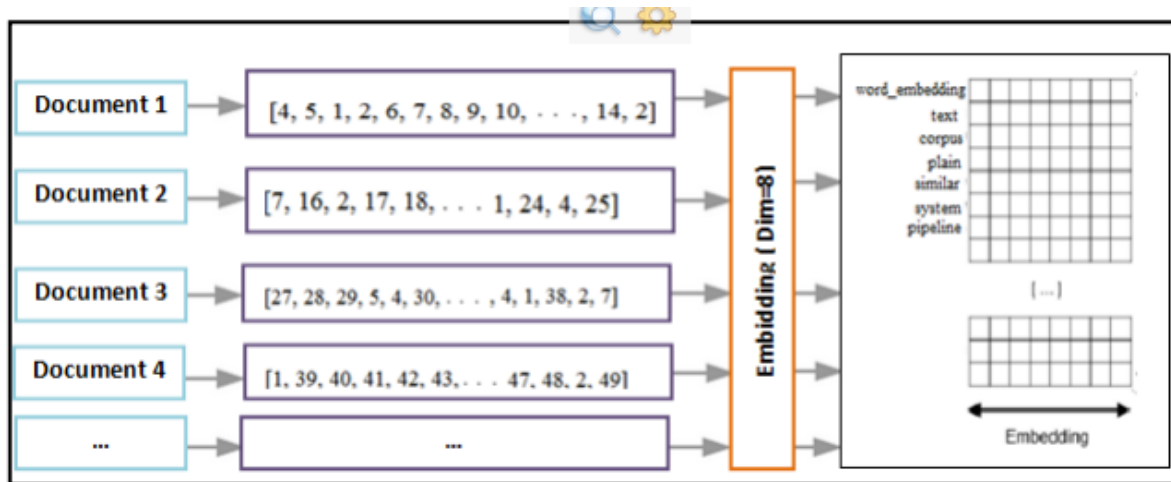 Document 1
[4, 5, 1, 2, 6, 7, 8, 9, 10, . . . , 14, 2]
Document 2
[7, 16, 2, 17, 18, . . . 1, 24, 4, 25]
Document 3
[27, 28, 29, 5, 4, 30, . . . , 4, 1, 38, 2, 7]
Document 4
[1, 39, 40, 41, 42, 43, . . . 47, 48, 2, 49]
...
...
Embidding ( Dim=8)
word_embedding
text
corpus
plain
similar
system
pipeline
[...]
Embedding